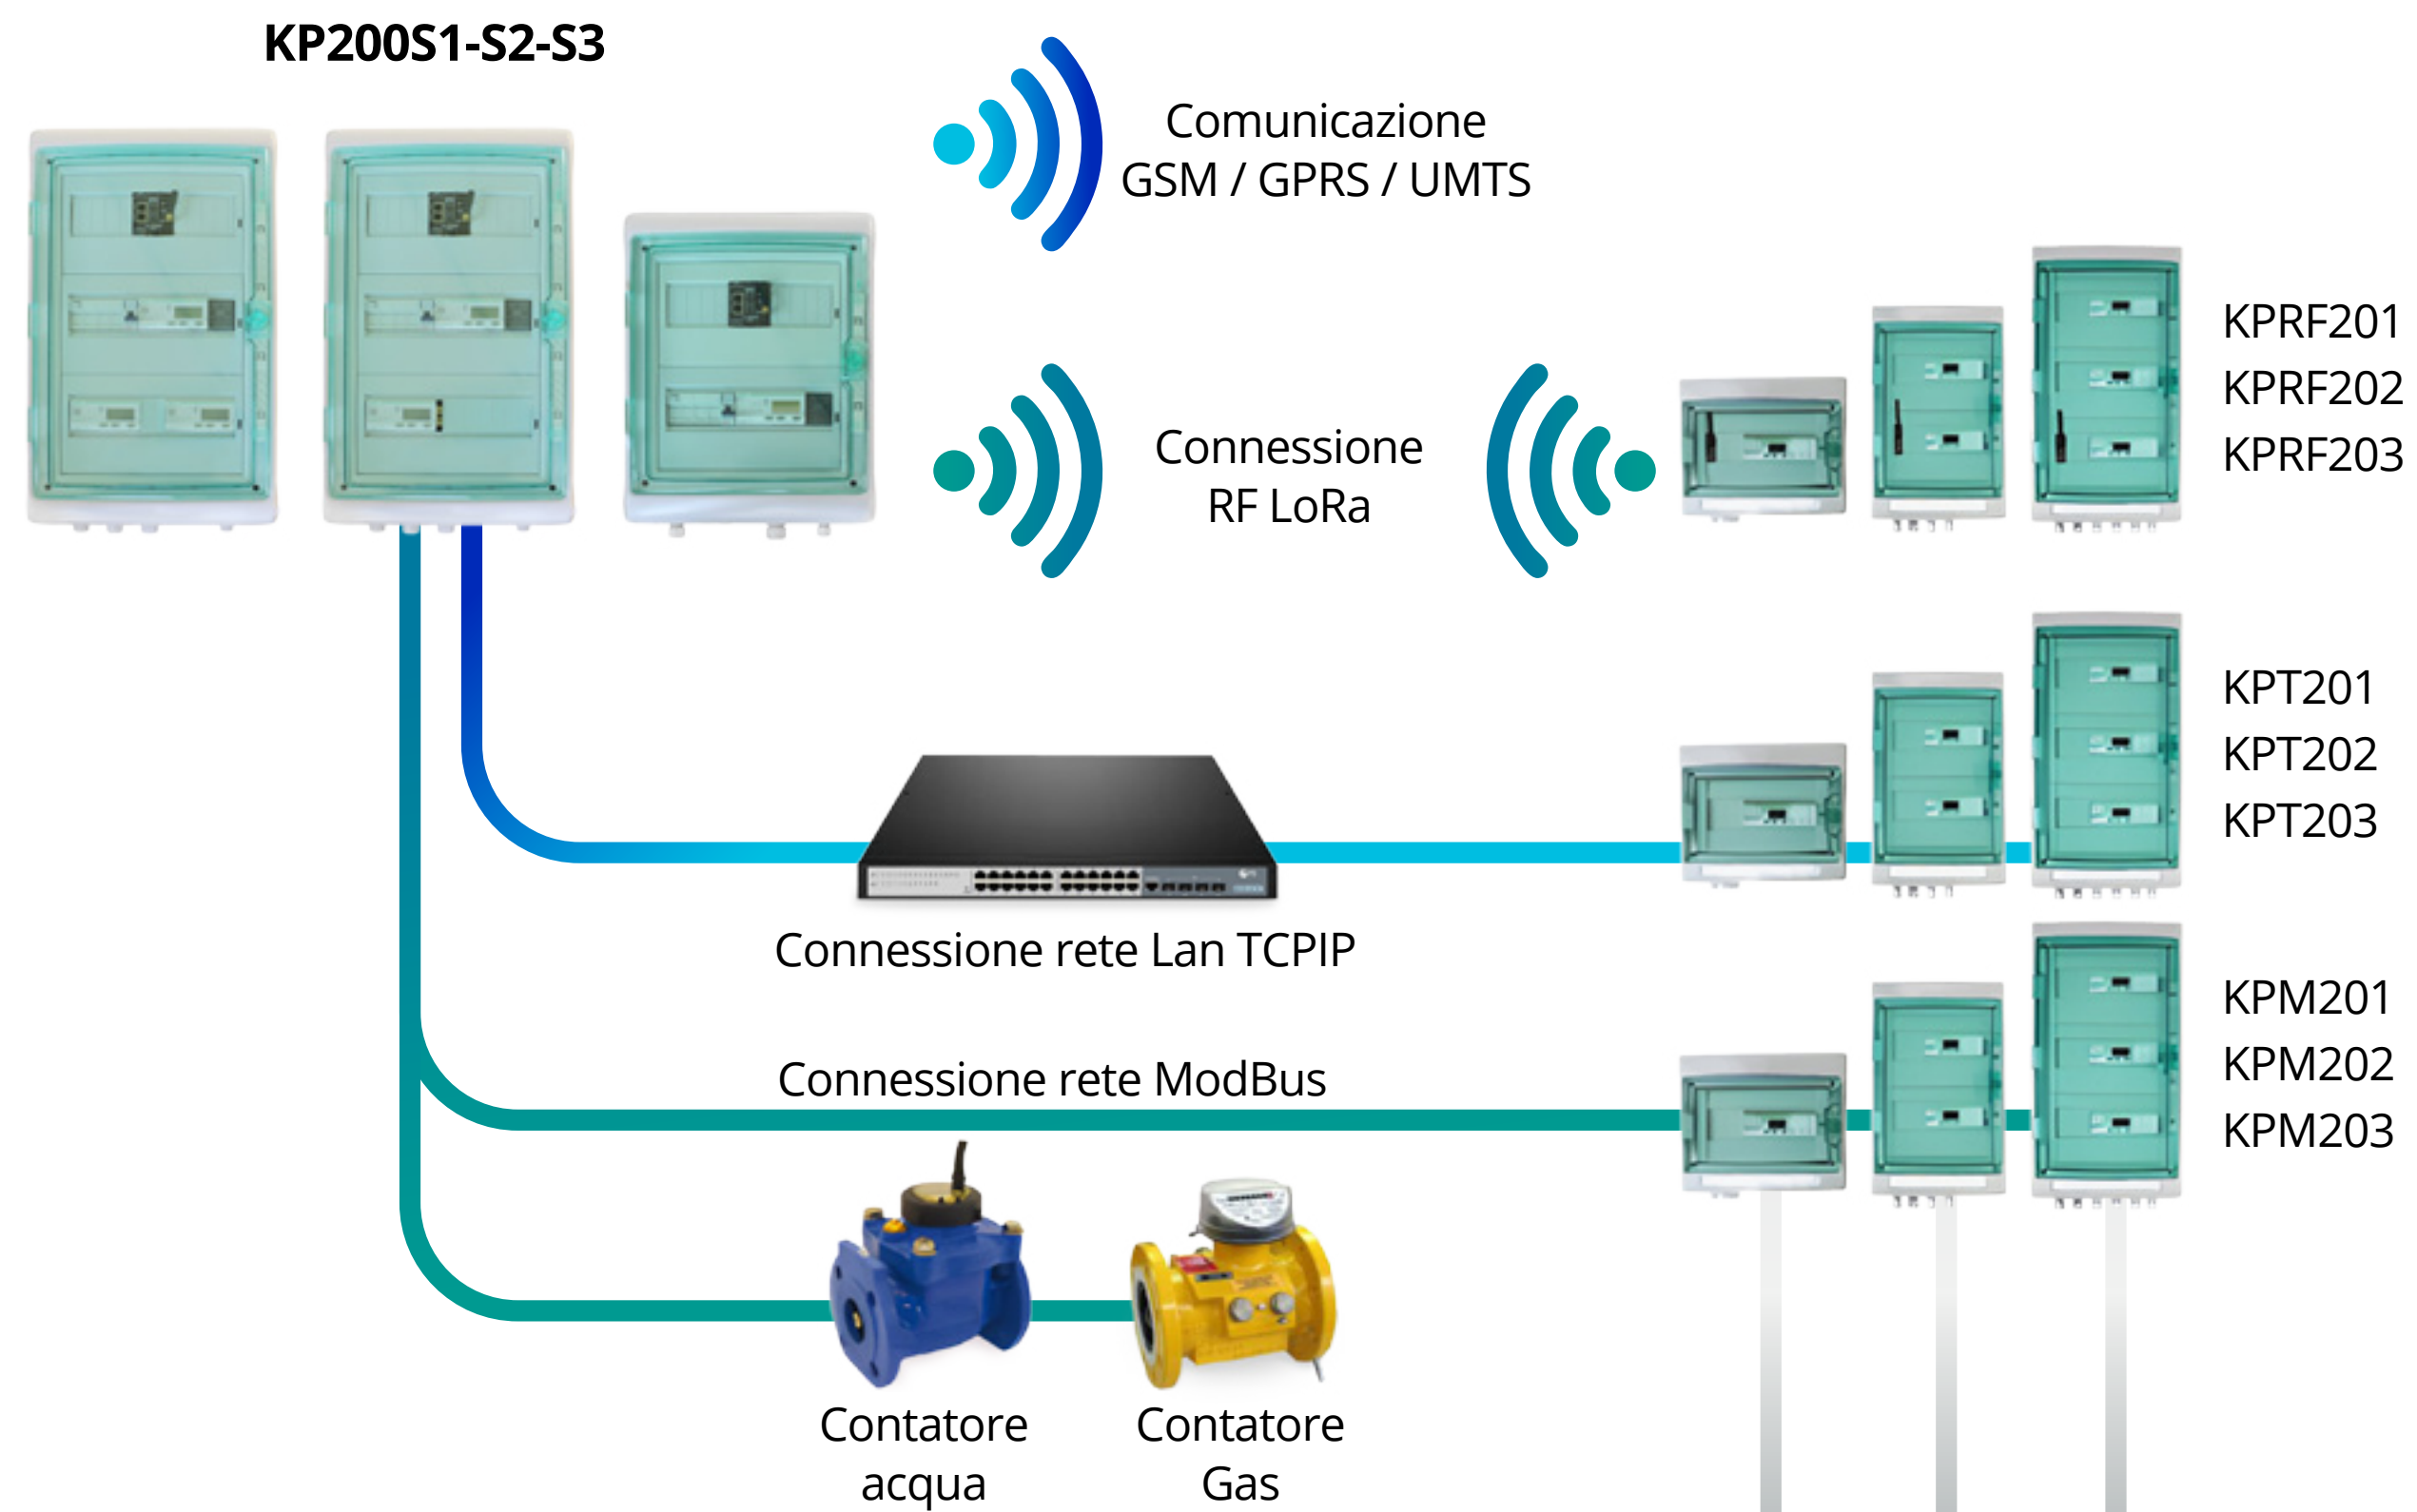 KP200S1-S2-S3
Comunicazione
GSM / GPRS / UMTS
Connessione
RF LoRa
KPRF201
KPRF202
KPRF203
KPT201
KPT202
KPT203
Connessione rete Lan TCPIP
KPM201
KPM202
KPM203
Connessione rete ModBus
Contatore
acqua
Contatore
Gas